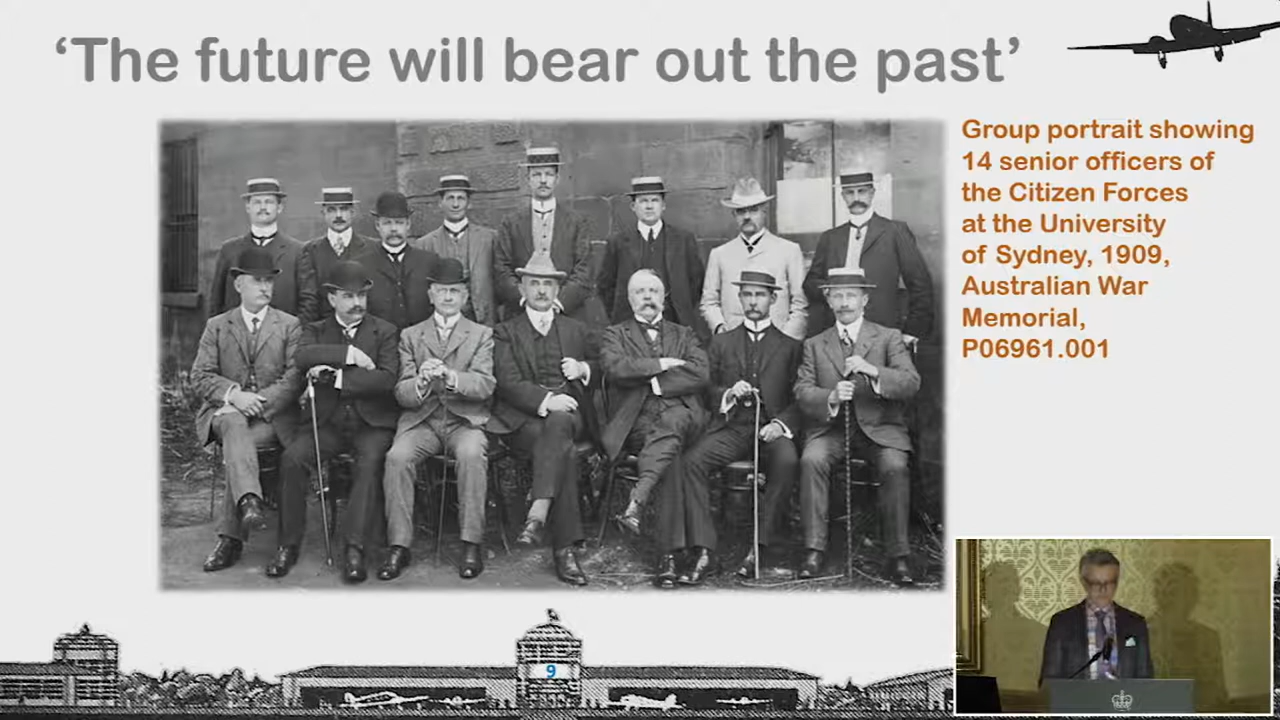 ‘The future will bear out the past’
Group portrait showing
14 senior officers of
the Citizen Forces
at the University
of Sydney, 1909,
Australian War
Memorial,
P06961.001
9